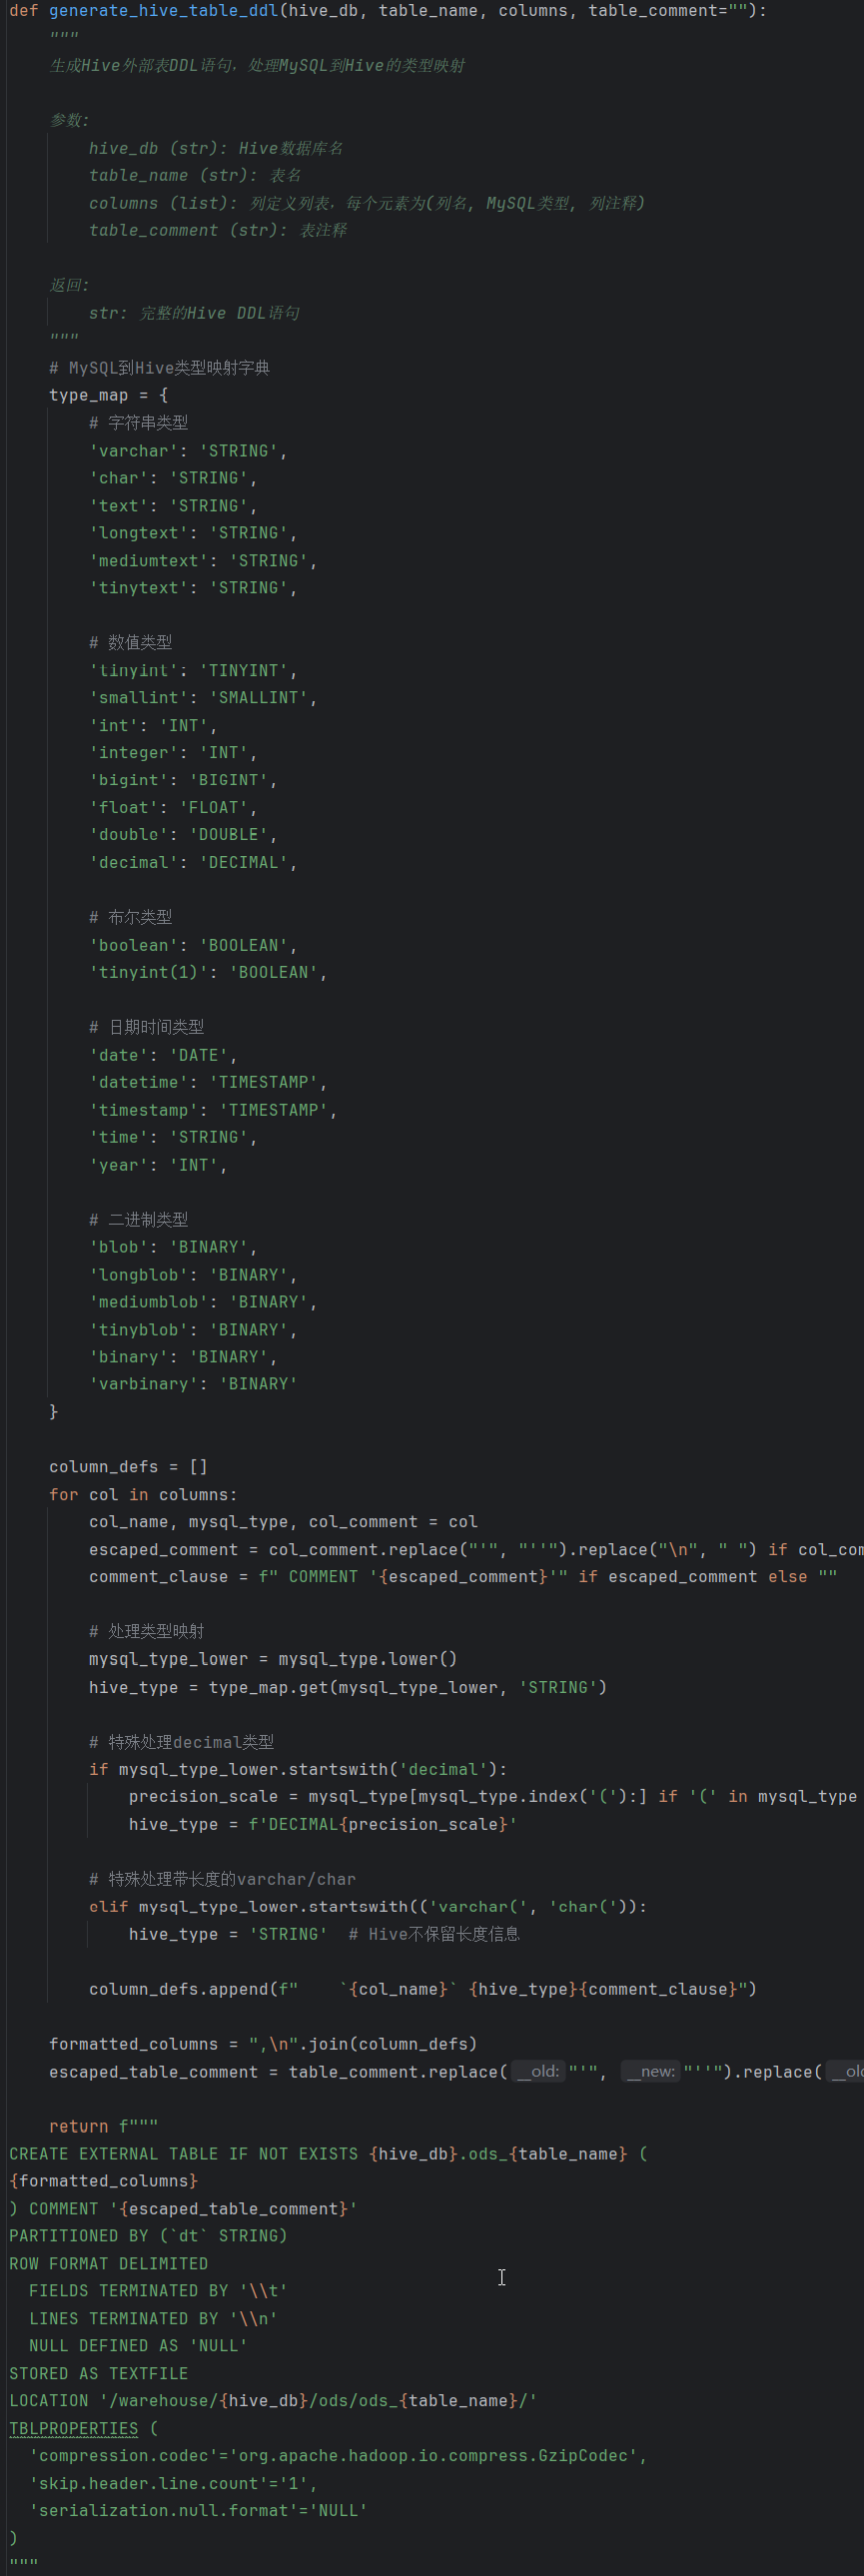 def generate_hive_table_ddl(hive_db, table_name, columns, table_comment=""):
    """
    生成Hive外部表DDL语句，处理MySQL到Hive的类型映射

    参数:
        hive_db (str): Hive数据库名
        table_name (str): 表名
        columns (list): 列定义列表，每个元素为(列名, MySQL类型, 列注释)
        table_comment (str): 表注释

    返回:
        str: 完整的Hive DDL语句
    """
    # MySQL到Hive类型映射字典
    type_map = {
        # 字符串类型
        'varchar': 'STRING',
        'char': 'STRING',
        'text': 'STRING',
        'longtext': 'STRING',
        'mediumtext': 'STRING',
        'tinytext': 'STRING',

        # 数值类型
        'tinyint': 'TINYINT',
        'smallint': 'SMALLINT',
        'int': 'INT',
        'integer': 'INT',
        'bigint': 'BIGINT',
        'float': 'FLOAT',
        'double': 'DOUBLE',
        'decimal': 'DECIMAL',

        # 布尔类型
        'boolean': 'BOOLEAN',
        'tinyint(1)': 'BOOLEAN',

        # 日期时间类型
        'date': 'DATE',
        'datetime': 'TIMESTAMP',
        'timestamp': 'TIMESTAMP',
        'time': 'STRING',
        'year': 'INT',

        # 二进制类型
        'blob': 'BINARY',
        'longblob': 'BINARY',
        'mediumblob': 'BINARY',
        'tinyblob': 'BINARY',
        'binary': 'BINARY',
        'varbinary': 'BINARY'
    }

    column_defs = []
    for col in columns:
        col_name, mysql_type, col_comment = col
        escaped_comment = col_comment.replace("'", "''").replace("\n", " ") if col_com
        comment_clause = f" COMMENT '{escaped_comment}'" if escaped_comment else ""

        # 处理类型映射
        mysql_type_lower = mysql_type.lower()
        hive_type = type_map.get(mysql_type_lower, 'STRING')

        # 特殊处理decimal类型
        if mysql_type_lower.startswith('decimal'):
            precision_scale = mysql_type[mysql_type.index('('):] if '(' in mysql_type
            hive_type = f'DECIMAL{precision_scale}'

        # 特殊处理带长度的varchar/char
        elif mysql_type_lower.startswith(('varchar(', 'char(')):
            hive_type = 'STRING'  # Hive不保留长度信息

        column_defs.append(f"    `{col_name}` {hive_type}{comment_clause}")

    formatted_columns = ",\n".join(column_defs)
    escaped_table_comment = table_comment.replace( __old: "'", __new: "''").replace( __old

    return f"""
CREATE EXTERNAL TABLE IF NOT EXISTS {hive_db}.ods_{table_name} (
{formatted_columns}
) COMMENT '{escaped_table_comment}'
PARTITIONED BY (`dt` STRING)
ROW FORMAT DELIMITED
  FIELDS TERMINATED BY '\\t'
  LINES TERMINATED BY '\\n'
  NULL DEFINED AS 'NULL'
STORED AS TEXTFILE
LOCATION '/warehouse/{hive_db}/ods/ods_{table_name}/'
TBLPROPERTIES (
  'compression.codec'='org.apache.hadoop.io.compress.GzipCodec',
  'skip.header.line.count'='1',
  'serialization.null.format'='NULL'
)
"""